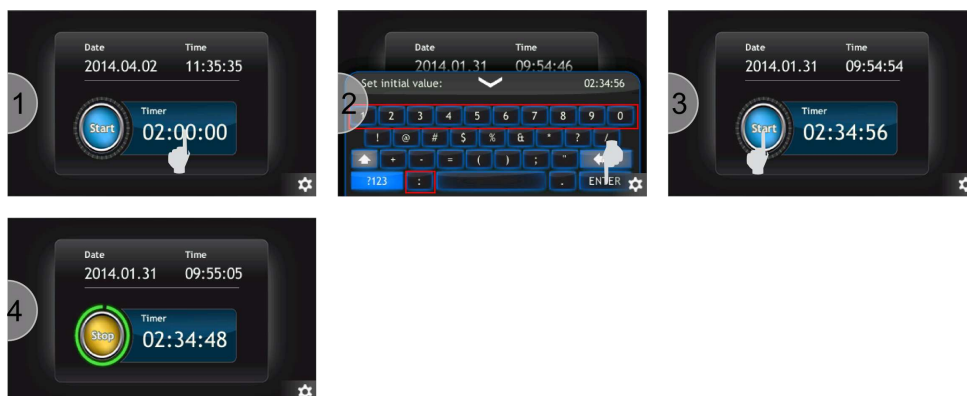 1
Date Time
2014.04.02 11:35:35
Timer
Start 02:00:00
2
Date Time
2014.01.31 09:54:46
Set initial value: 02:34:56
1 2 3 4 5 6 7 8 9 0
! @ # $ % & * ? /
+ - = ( ) ; "
?123 : . ENTER
3
Date Time
2014.01.31 09:54:54
Timer
Start 02:34:56
4
Date Time
2014.01.31 09:55:05
Timer
Stop 02:34:48